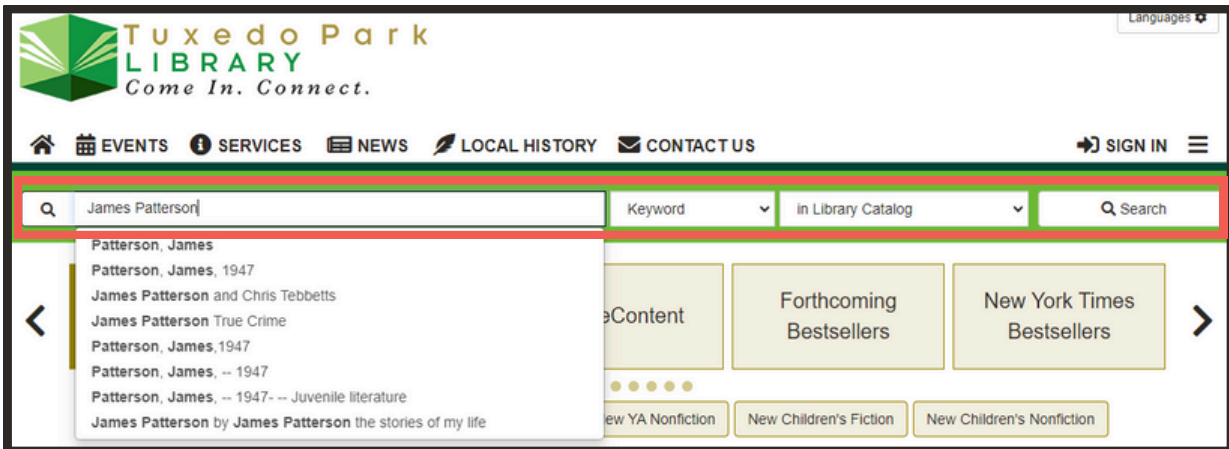 Languages
Tuxedo Park
LIBRARY
Come In. Connect.
EVENTS SERVICES NEWS LOCAL HISTORY CONTACT US SIGN IN
James Patterson Keyword in Library Catalog Search
Patterson, James
Patterson, James, 1947
James Patterson and Chris Tebbetts
James Patterson True Crime
Patterson, James,1947
Patterson, James, -- 1947
Patterson, James, -- 1947- -- Juvenile literature
James Patterson by James Patterson the stories of my life
eContent
Forthcoming
Bestsellers
New York Times
Bestsellers
YA Nonfiction New Children's Fiction New Children's Nonfiction